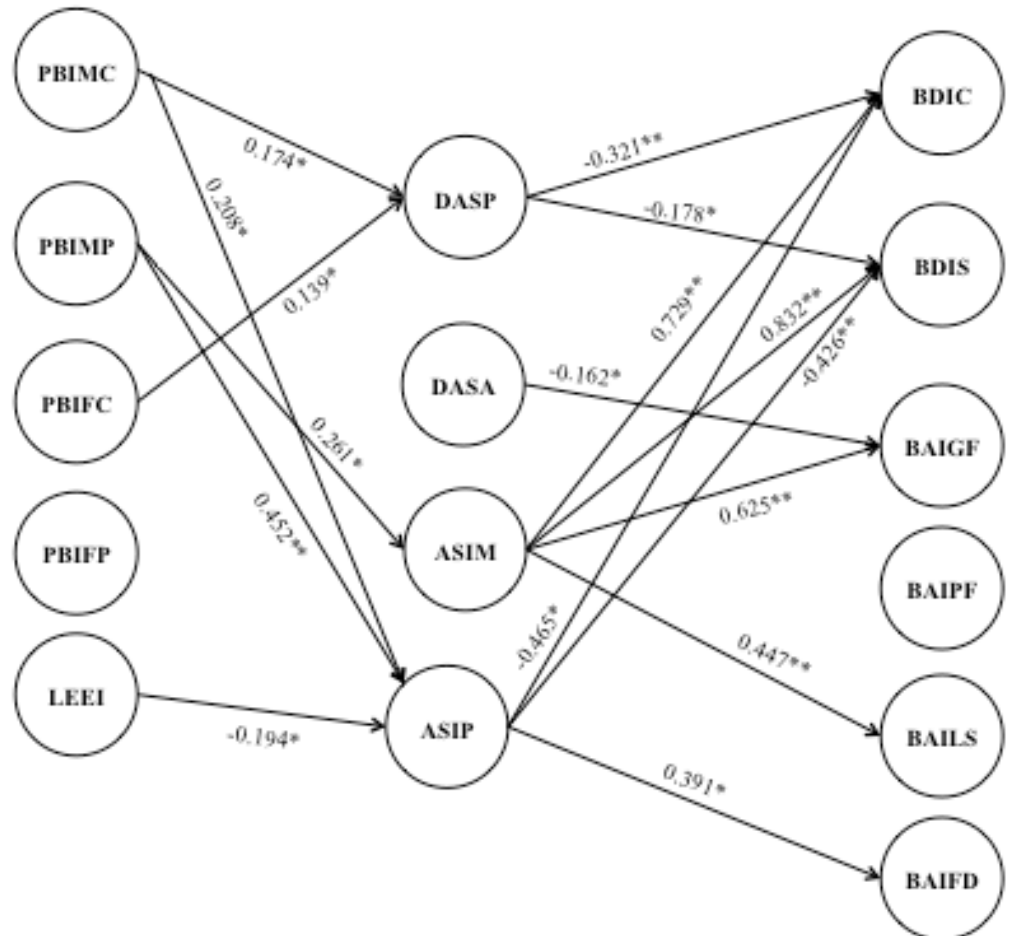 PBIMC
BDIC
0.174*
-0.321**
DASP
0.208*
-0.178*
PBIMP
BDIS
0.139*
0.729**
0.832**
-0.426**
DASA
-0.162*
PBIFC
0.261*
BAIGF
0.452**
0.625**
PBIFP
ASIM
BAIPF
-0.465*
0.447**
LEEI
-0.194*
ASIP
BAILS
0.391*
BAIFD